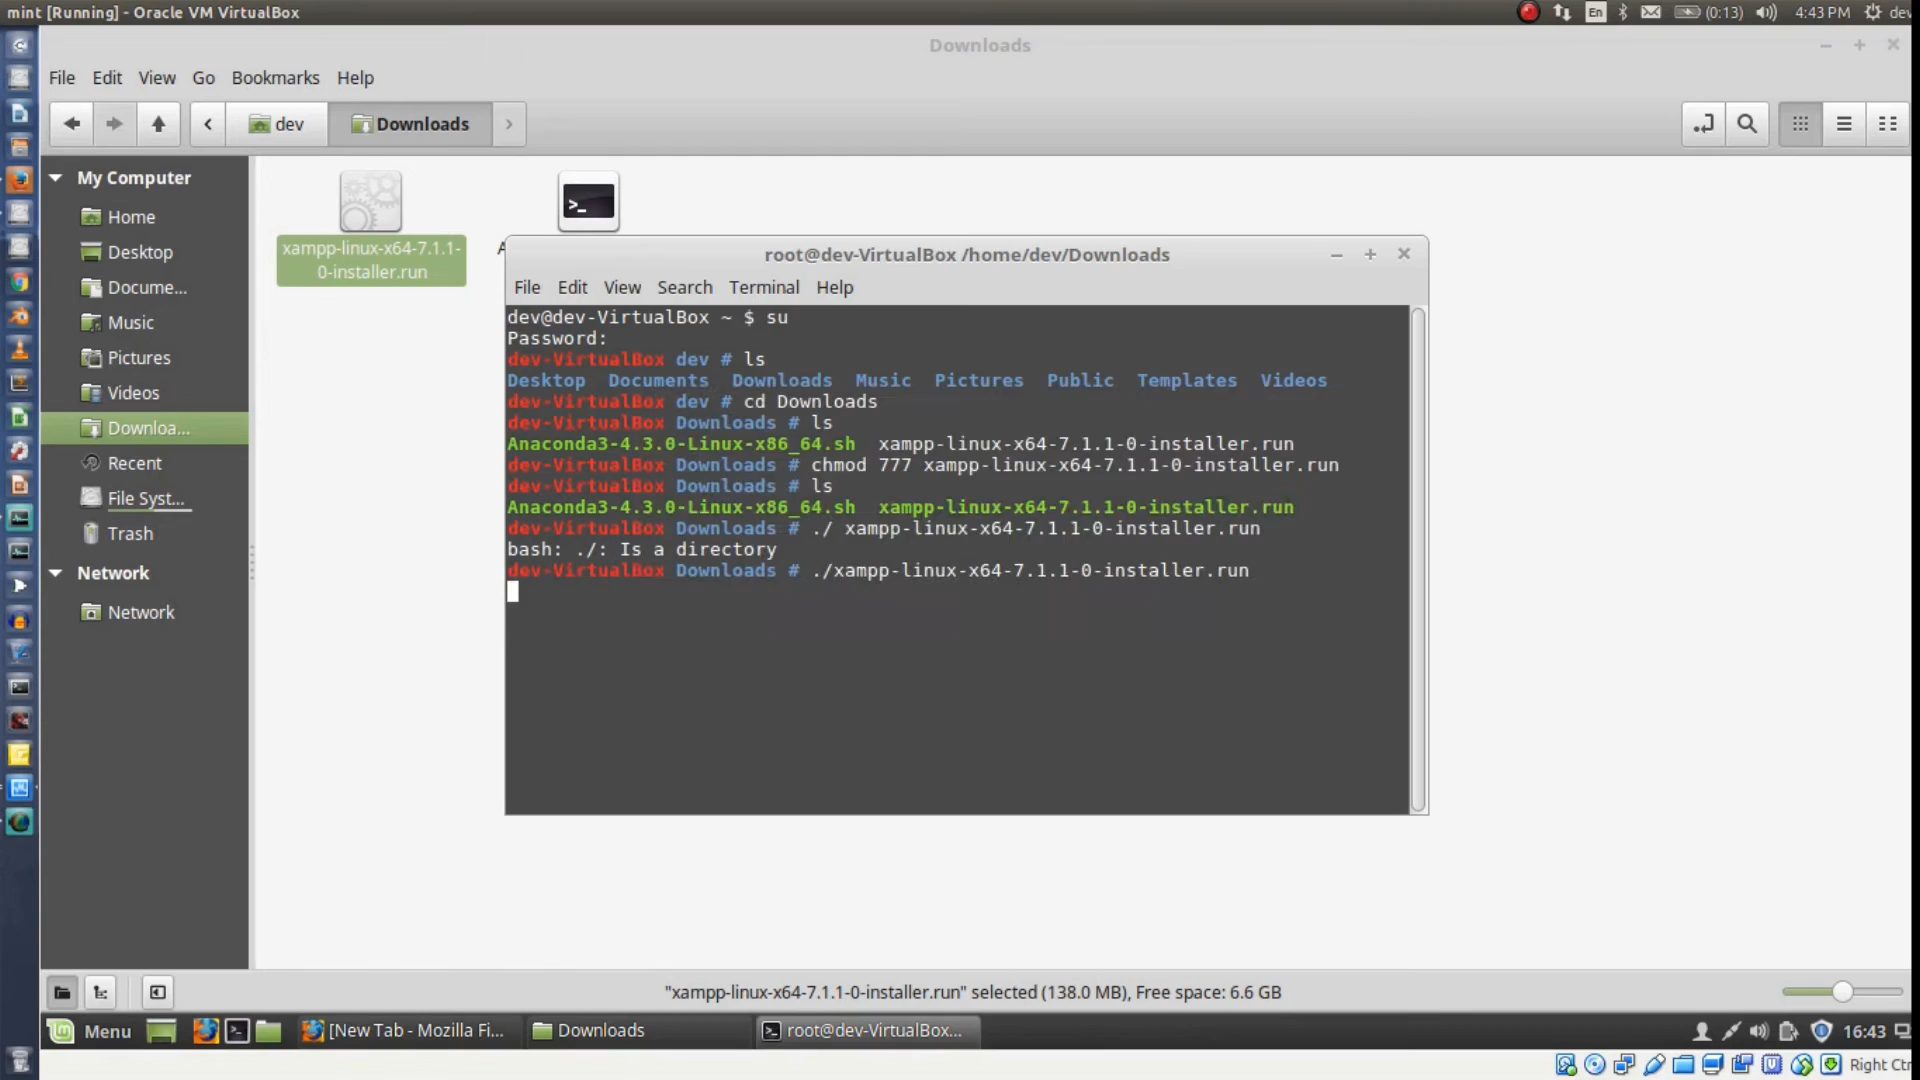 mint [Running] - Oracle VM VirtualBox
En
(0:13)
4:43 PM
dev
Downloads
File Edit View Go Bookmarks Help
dev
Downloads
My Computer
Home
Desktop
Docume...
Music
Pictures
Videos
Downloa...
Recent
File Syst...
Trash
Network
Network
xampp-linux-x64-7.1.1-
0-installer.run
A
root@dev-VirtualBox /home/dev/Downloads
File Edit View Search Terminal Help
dev@dev-VirtualBox ~ $ su
Password:
dev-VirtualBox dev # ls
Desktop Documents Downloads Music Pictures Public Templates Videos
dev-VirtualBox dev # cd Downloads
dev-VirtualBox Downloads # ls
Anaconda3-4.3.0-Linux-x86_64.sh xampp-linux-x64-7.1.1-0-installer.run
dev-VirtualBox Downloads # chmod 777 xampp-linux-x64-7.1.1-0-installer.run
dev-VirtualBox Downloads # ls
Anaconda3-4.3.0-Linux-x86_64.sh xampp-linux-x64-7.1.1-0-installer.run
dev-VirtualBox Downloads # ./ xampp-linux-x64-7.1.1-0-installer.run
bash: ./: Is a directory
dev-VirtualBox Downloads # ./xampp-linux-x64-7.1.1-0-installer.run
"xampp-linux-x64-7.1.1-0-installer.run" selected (138.0 MB), Free space: 6.6 GB
Menu
[New Tab - Mozilla Fi...
Downloads
root@dev-VirtualBox...
16:43
Right Ctr